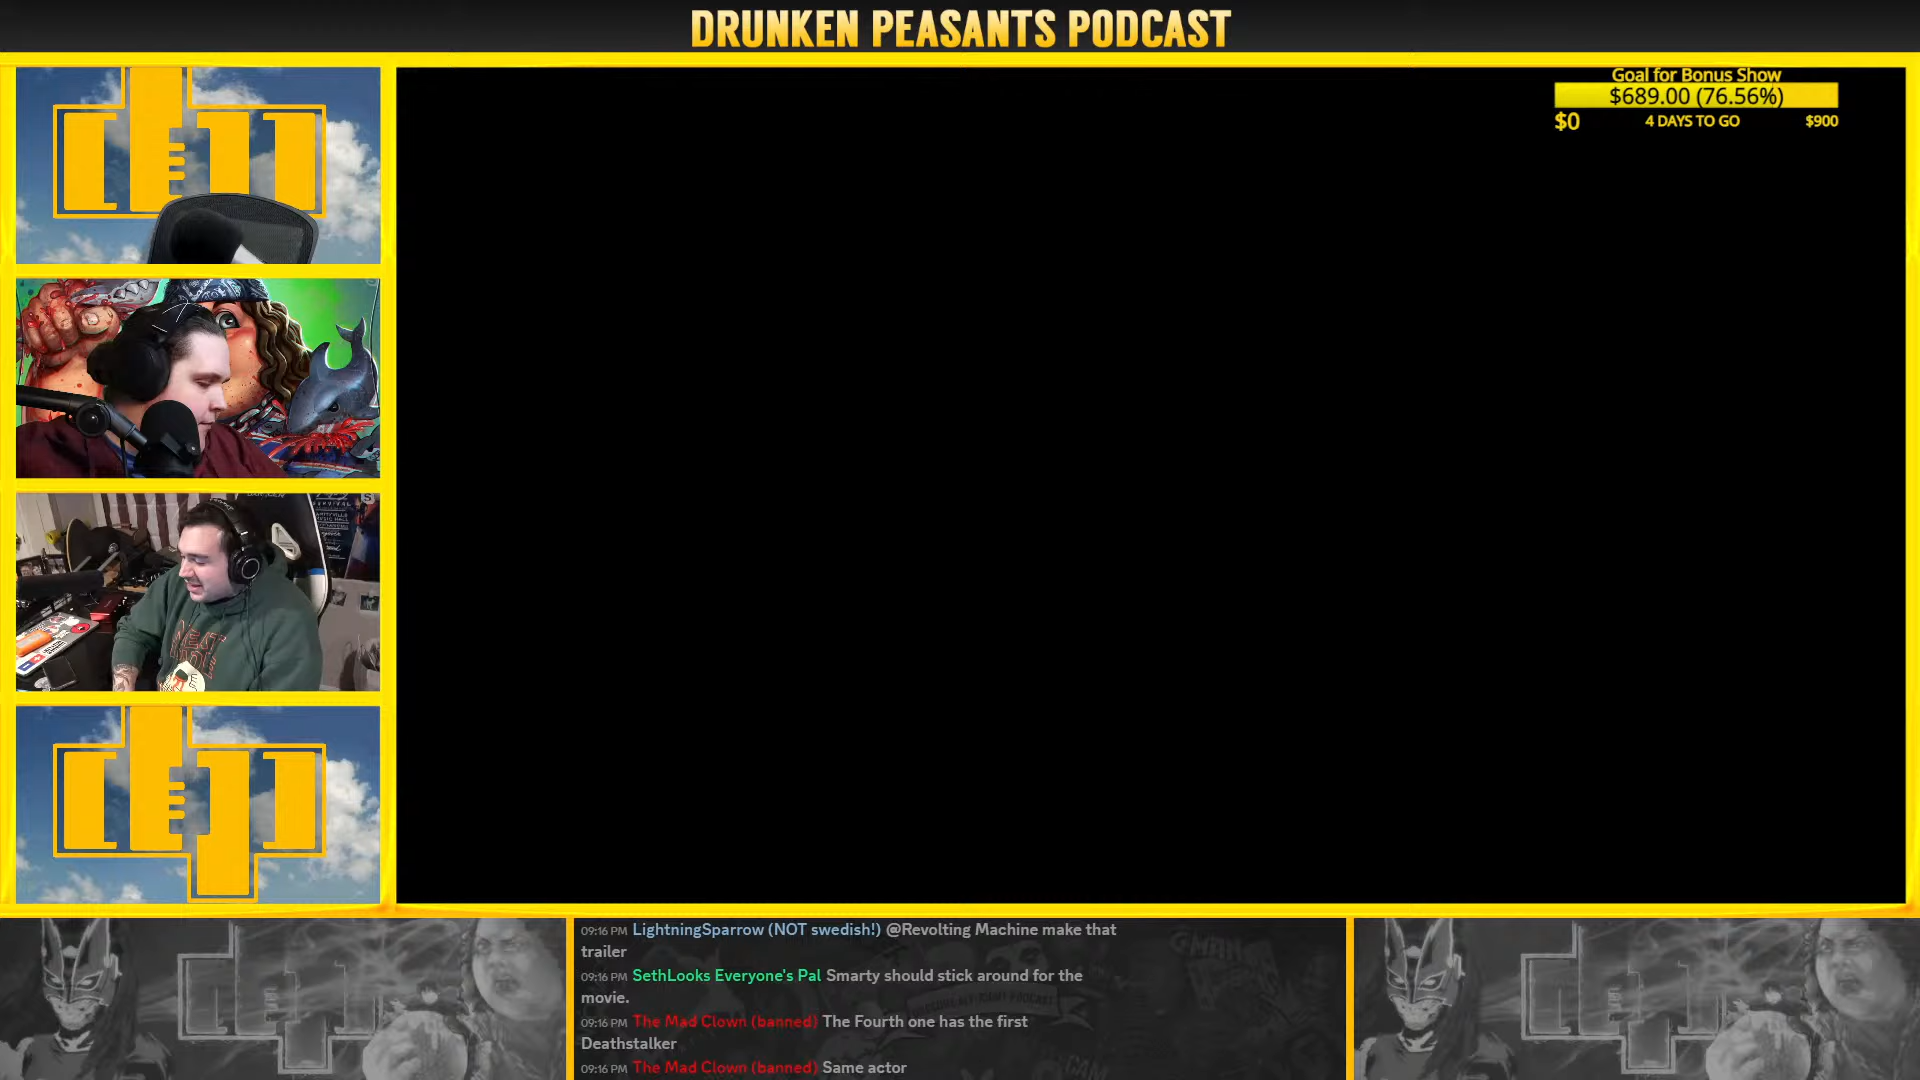 DRUNKEN PEASANTS PODCAST
Goal for Bonus Show
$689.00 (76.56%)
$0 4 DAYS TO GO $900
09:16 PM LightningSparrow (NOT swedish!) @Revolting Machine make that
trailer
09:16 PM SethLooks Everyone's Pal Smarty should stick around for the
movie.
09:16 PM The Mad Clown (banned) The Fourth one has the first
Deathstalker
09:16 PM The Mad Clown (banned) Same actor